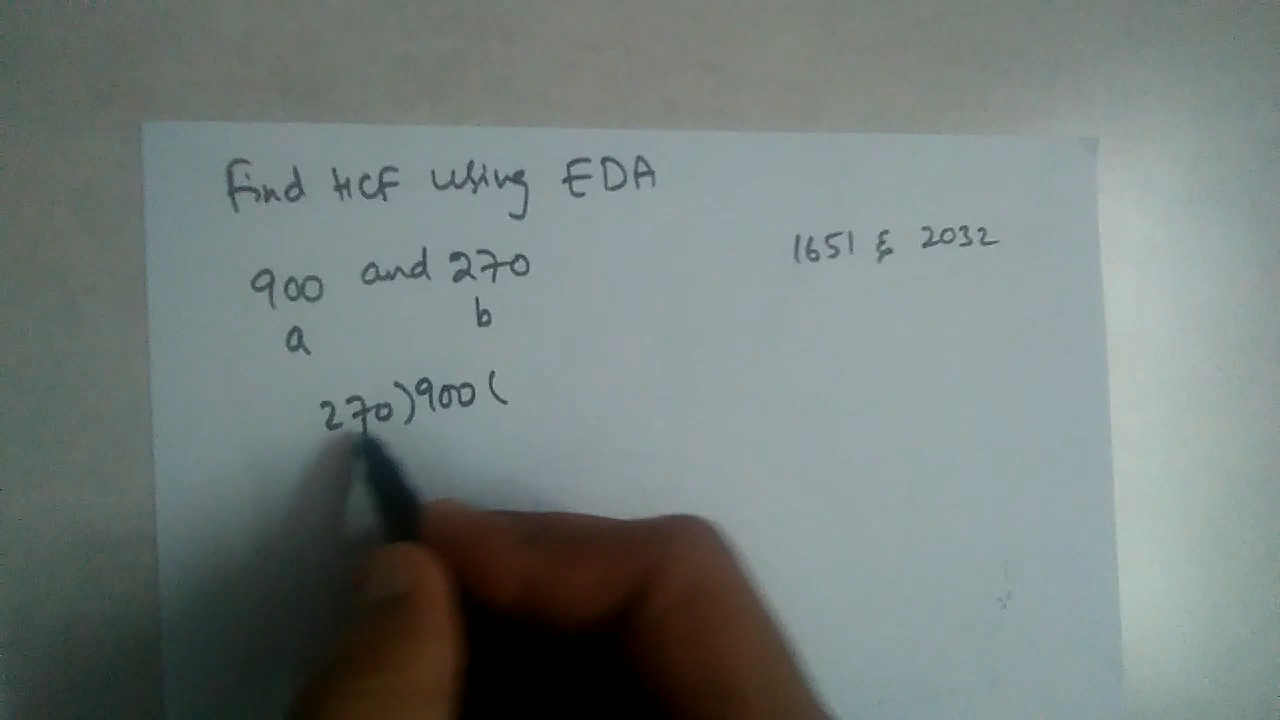 Find HCF using EDA
900 and 270
a b
270)900(
1651 & 2032